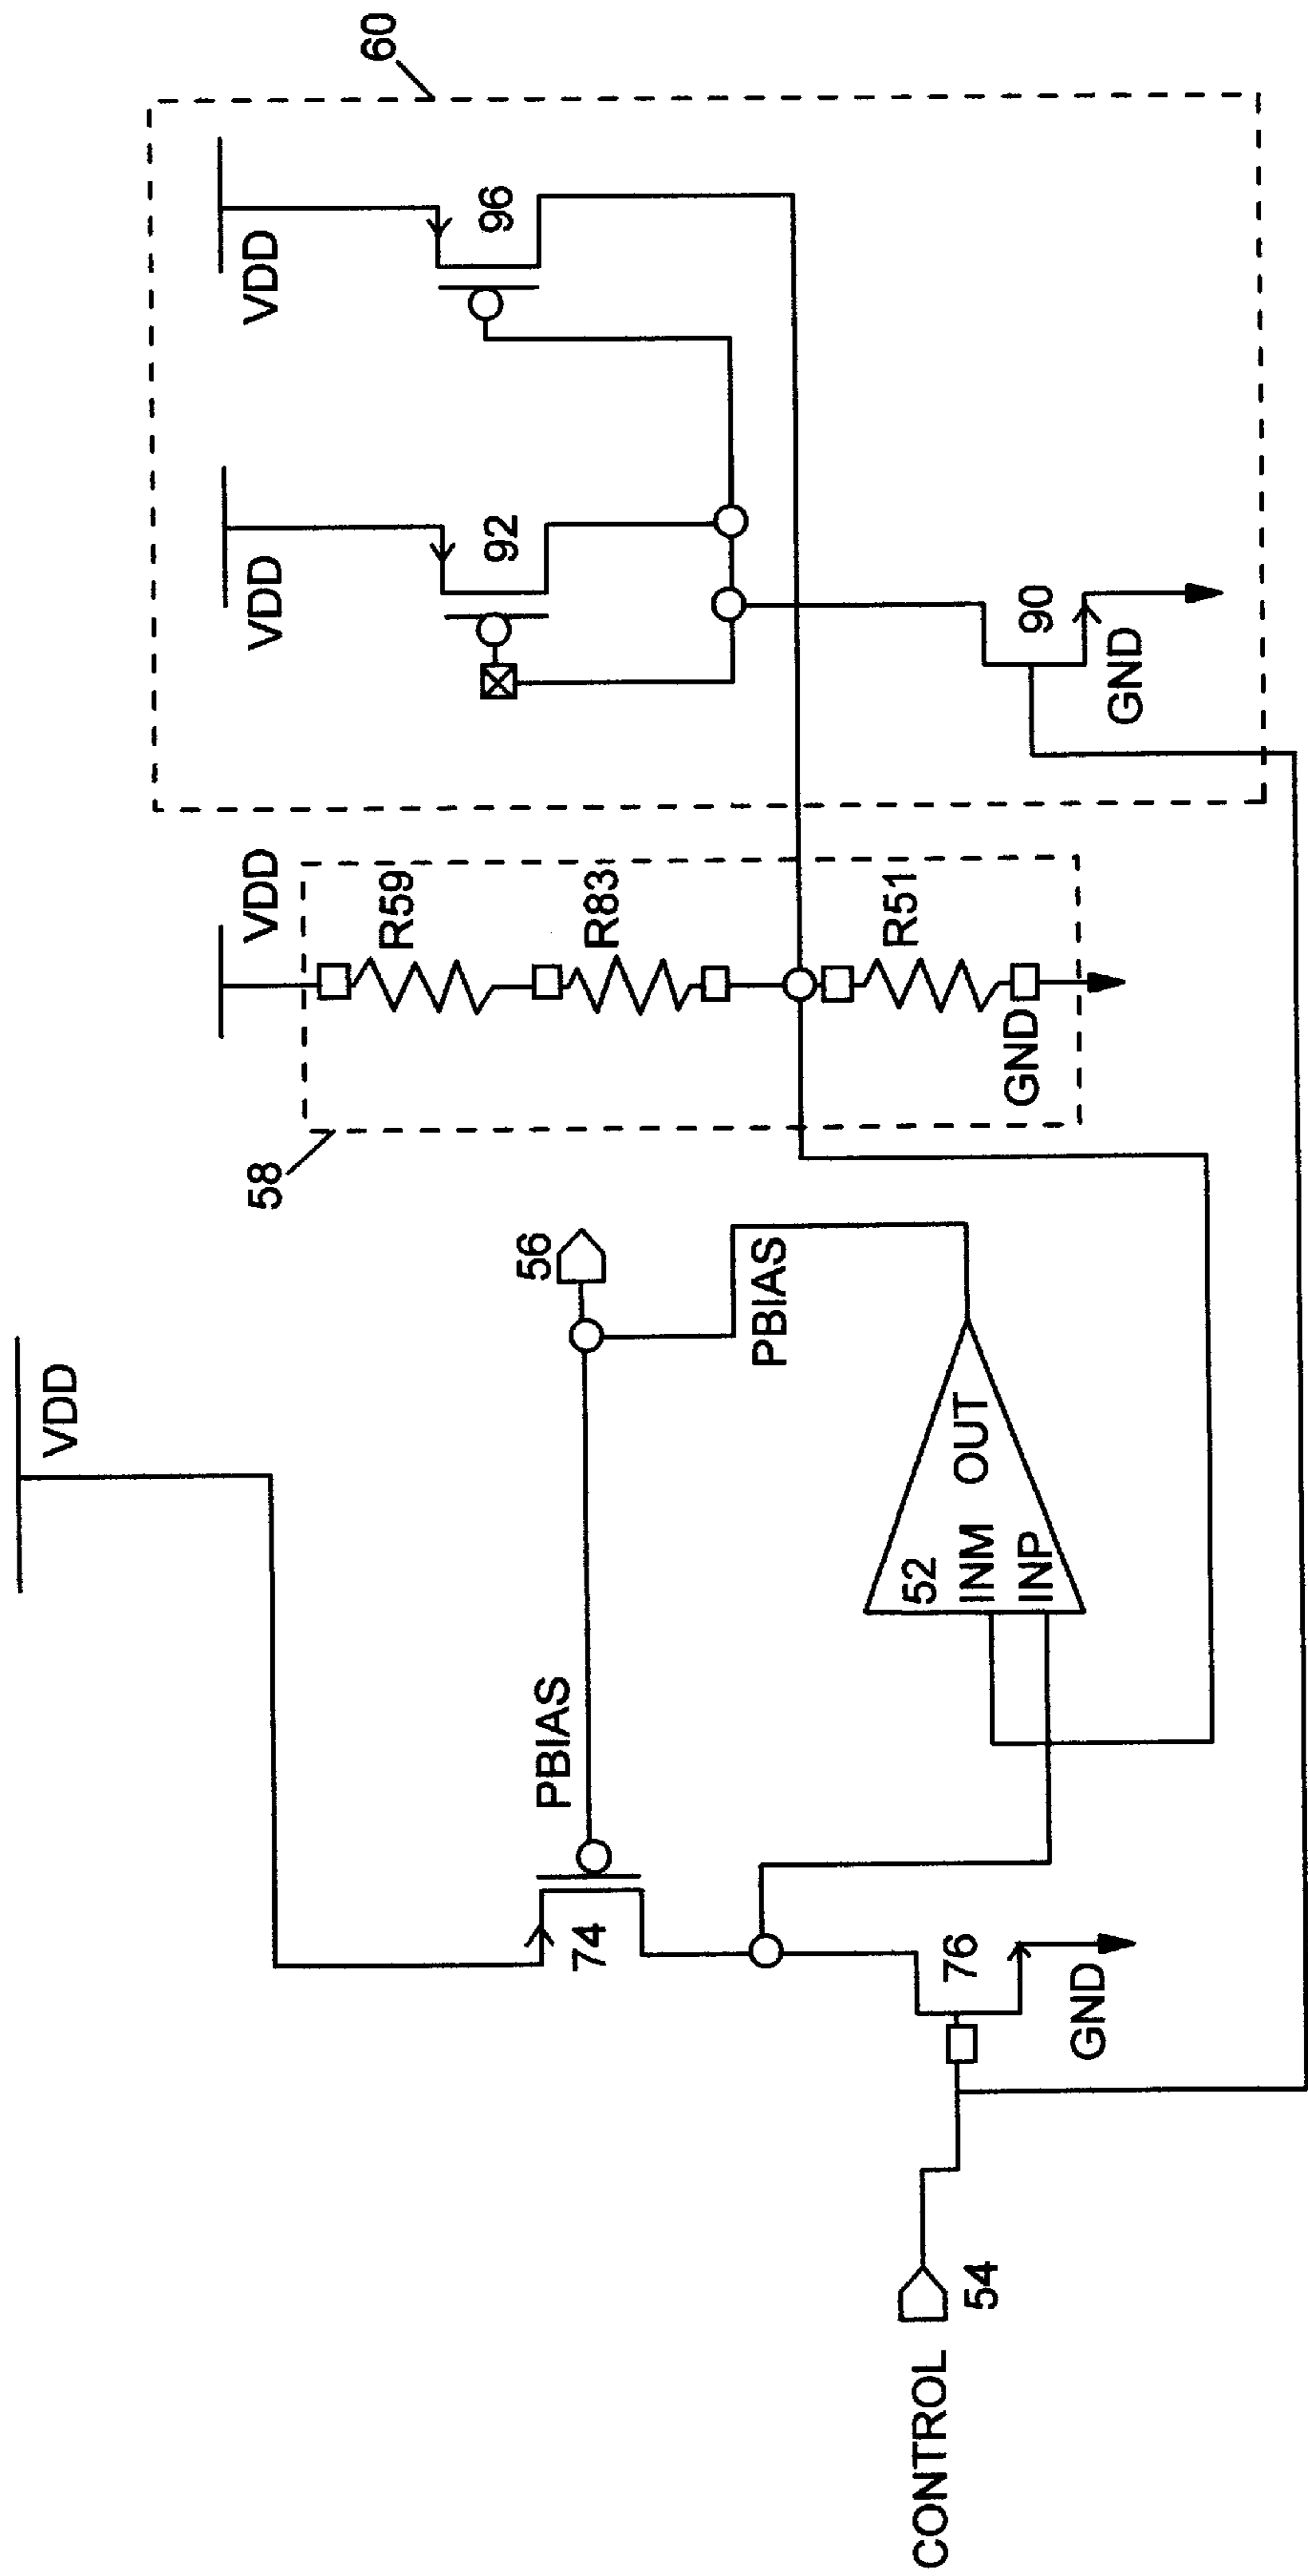 60
VDD
VDD
VDD
VDD
96
92
R59
R83
58
56
PBIAS
PBIAS
74
R51
90
GND
GND
52
INM
OUT
INP
76
GND
54
CONTROL